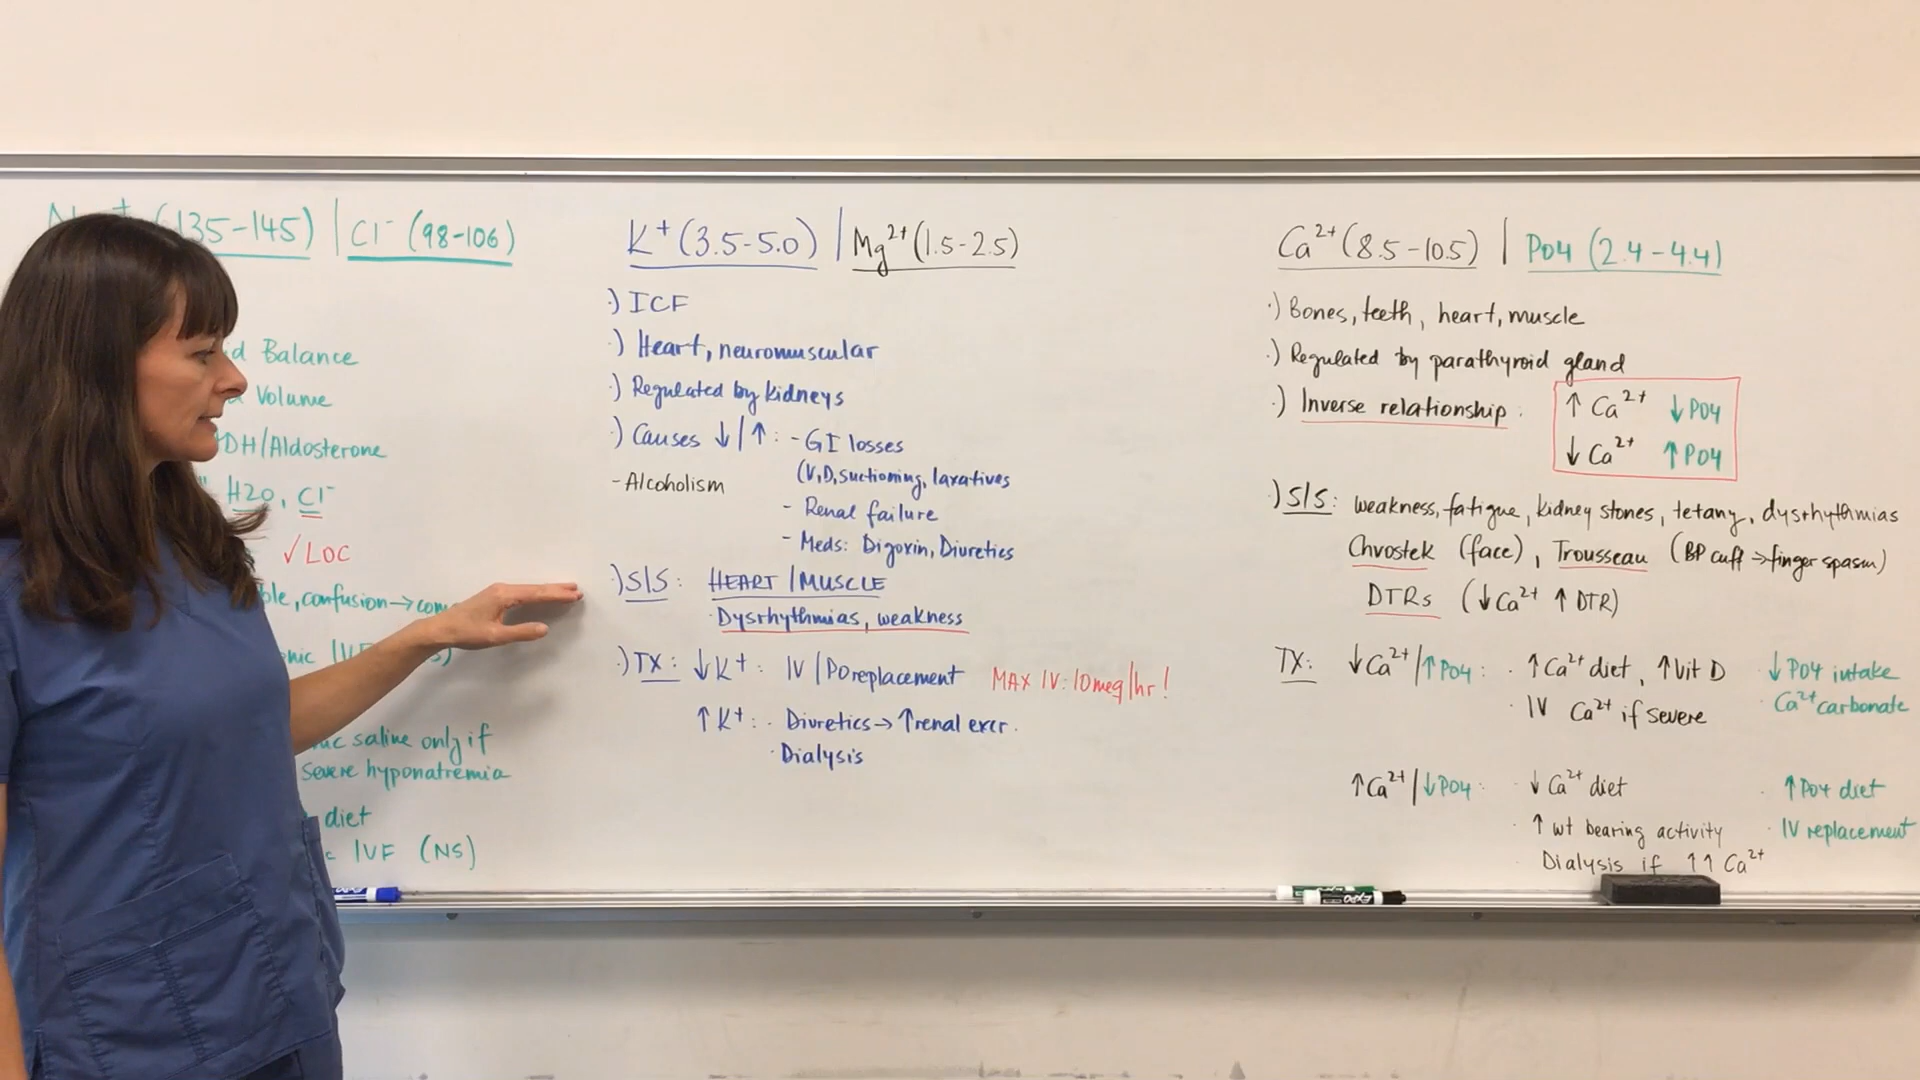 (135-145) | Cl⁻ (98-106)
Balance
Volume
DH/Aldosterone
H2O, Cl⁻
✓LOC
ble, confusion→com
nic IVF
nic saline only if
severe hyponatremia
diet
c IVF (NS)
K⁺(3.5-5.0) | Mg²⁺(1.5-2.5)
·) ICF
·) Heart, neuromuscular
·) Regulated by kidneys
·) Causes ↓/↑: -GI losses
(V,D,suctioning, laxatives
-Alcoholism
- Renal failure
- Meds: Digoxin, Diuretics
·) S/S: HEART/MUSCLE
·Dysrhythmias, weakness
·) TX: ↓K⁺: IV/PO replacement MAX IV: 10meq/hr!
↑K⁺: · Diuretics→↑renal excr.
·Dialysis
Ca²⁺(8.5-10.5) | PO4 (2.4-4.4)
·) Bones, teeth, heart, muscle
·) Regulated by parathyroid gland
·) Inverse relationship: ↑Ca²⁺ ↓PO4
↓Ca²⁺ ↑PO4
·) S/S: weakness, fatigue, kidney stones, tetany, dysrhythmias
Chvostek (face), Trousseau (BP cuff→finger spasm)
DTRs (↓Ca²⁺ ↑DTR)
TX: ↓Ca²⁺/↑PO4: · ↑Ca²⁺diet, ↑Vit D · ↓PO4 intake
· IV Ca²⁺ if severe · Ca²⁺carbonate
↑Ca²⁺/↓PO4: · ↓Ca²⁺ diet · ↑PO4 diet
· ↑ wt bearing activity · IV replacement
· Dialysis if ↑↑ Ca²⁺
EXPO